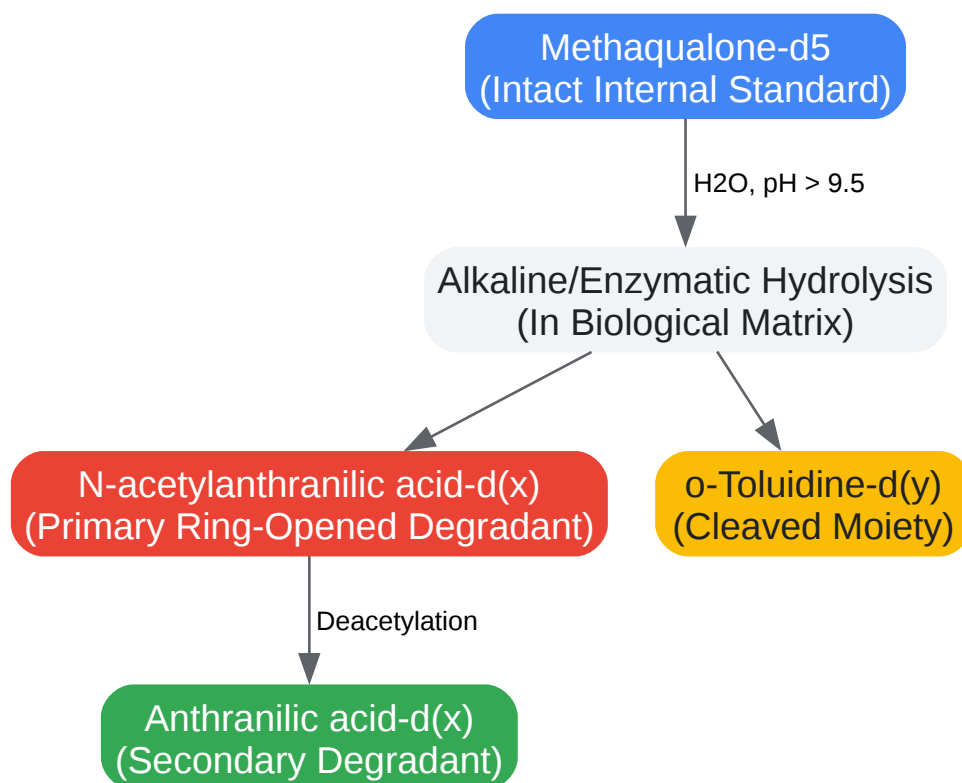 Methaqualone-d5
(Intact Internal Standard)
H2O, pH > 9.5
Alkaline/Enzymatic Hydrolysis
(In Biological Matrix)
N-acetylanthranilic acid-d(x)
(Primary Ring-Opened Degradant)
o-Toluidine-d(y)
(Cleaved Moiety)
Deacetylation
Anthranilic acid-d(x)
(Secondary Degradant)